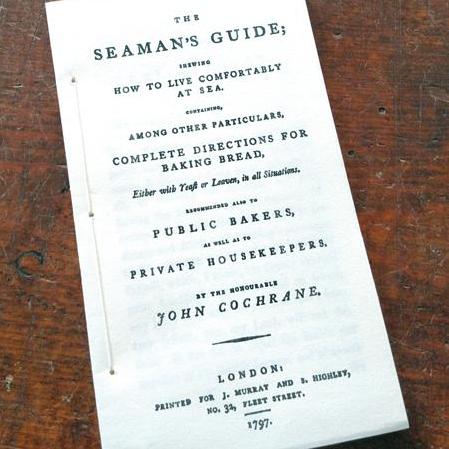 THE
SEAMAN'S GUIDE;
SHEWING
HOW TO LIVE COMFORTABLY
AT SEA.
CONTAINING,
AMONG OTHER PARTICULARS,
COMPLETE DIRECTIONS FOR
BAKING BREAD,
Either with Yeaſt or Leaven, in all Situations.
RECOMMENDED ALSO TO
PUBLIC BAKERS,
AS WELL AS TO
PRIVATE HOUSEKEEPERS.
BY THE HONOURABLE
JOHN COCHRANE.
LONDON:
PRINTED FOR J. MURRAY AND S. HIGHLEY,
NO. 32, FLEET STREET.
1797.